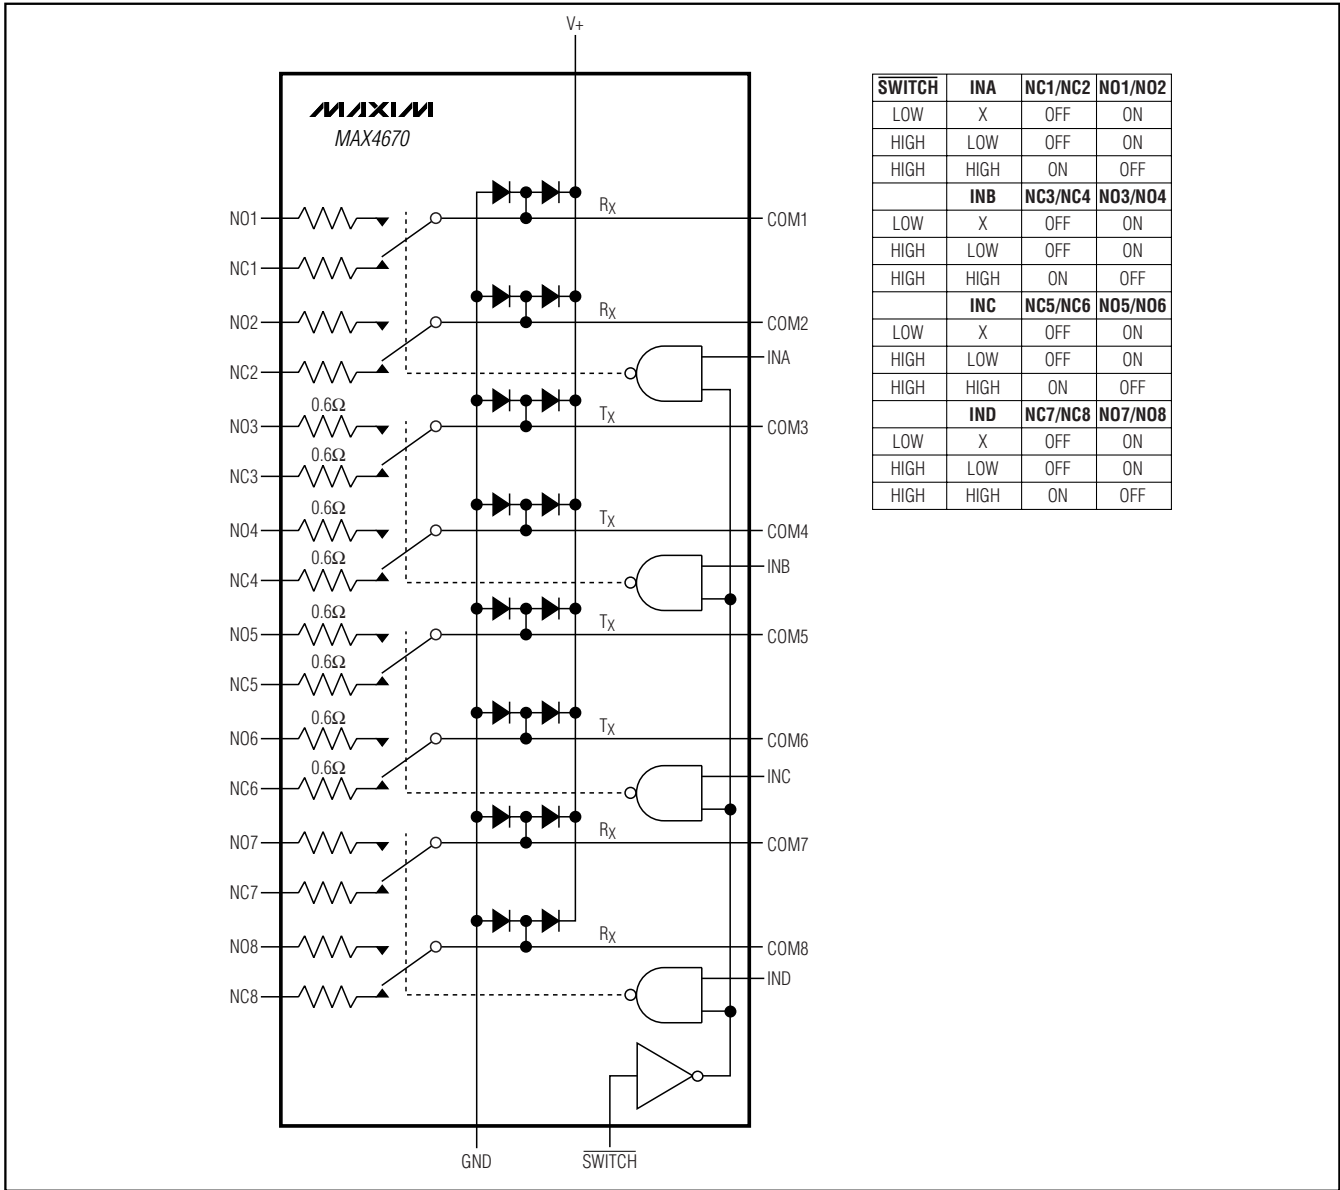 V+
MAXIM
MAX4670
NO1
RX
COM1
NC1
NO2
RX
COM2
INA
NC2
0.6Ω
NO3
TX
COM3
0.6Ω
NC3
0.6Ω
NO4
TX
COM4
0.6Ω
INB
NC4
0.6Ω
NO5
TX
COM5
0.6Ω
NC5
0.6Ω
NO6
TX
COM6
0.6Ω
INC
NC6
NO7
RX
COM7
NC7
NO8
RX
COM8
IND
NC8
GND
SWITCH
SWITCH INA NC1/NC2 NO1/NO2
LOW X OFF ON
HIGH LOW OFF ON
HIGH HIGH ON OFF
INB NC3/NC4 NO3/NO4
LOW X OFF ON
HIGH LOW OFF ON
HIGH HIGH ON OFF
INC NC5/NC6 NO5/NO6
LOW X OFF ON
HIGH LOW OFF ON
HIGH HIGH ON OFF
IND NC7/NC8 NO7/NO8
LOW X OFF ON
HIGH LOW OFF ON
HIGH HIGH ON OFF